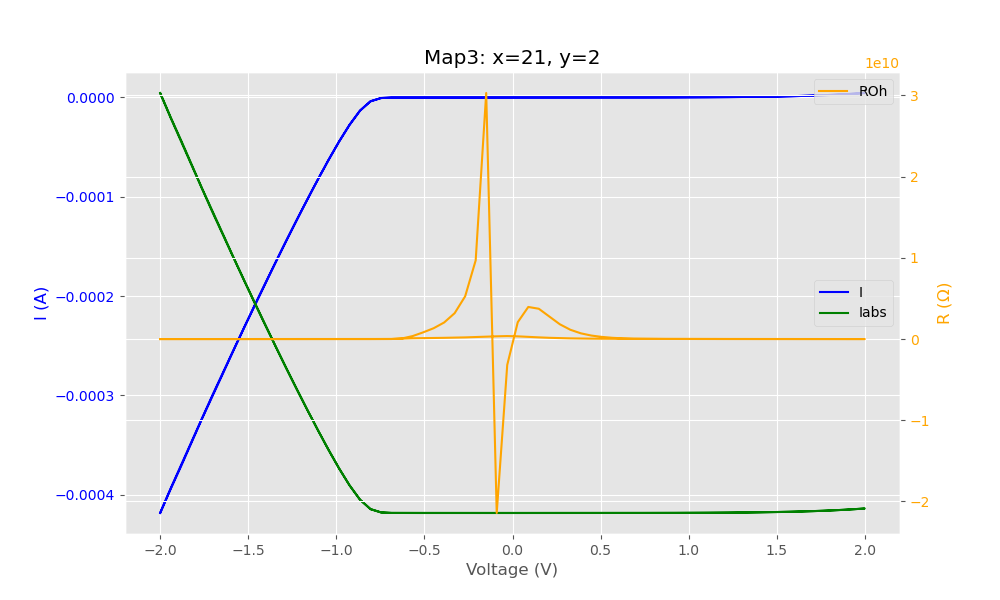 Map3: x=21, y=2
1e10
0.0000
−0.0001
−0.0002
−0.0003
−0.0004
I (A)
ROh
I
Iabs
3
2
1
0
−1
−2
R (Ω)
−2.0 −1.5 −1.0 −0.5 0.0 0.5 1.0 1.5 2.0
Voltage (V)